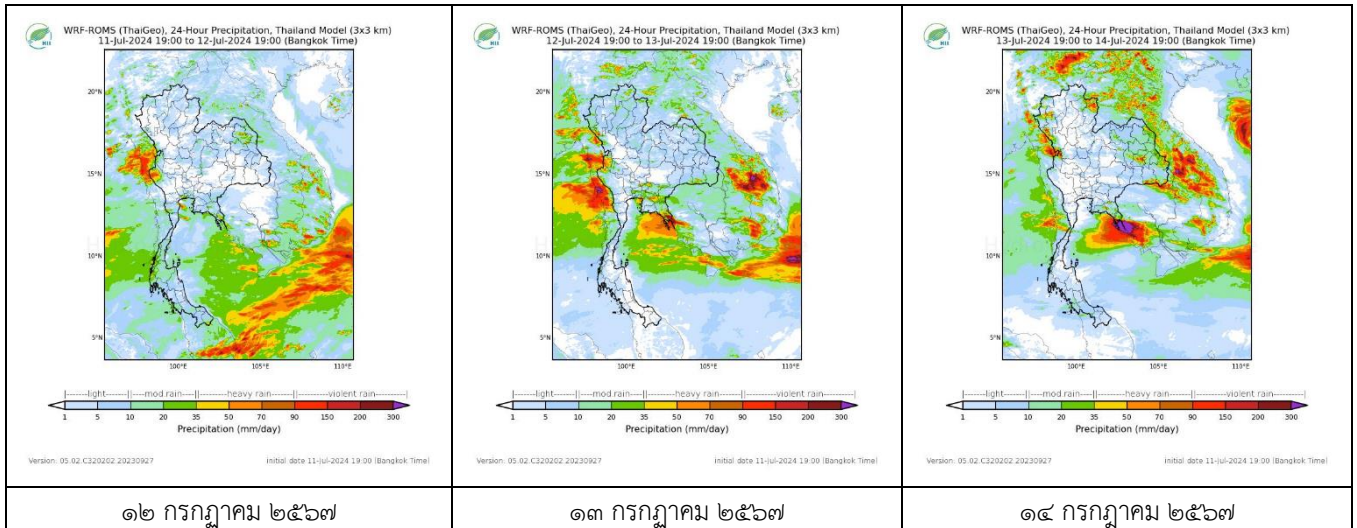 WRF-ROMS (ThaiGeo), 24-Hour Precipitation, Thailand Model (3x3 km)
11-Jul-2024 19:00 to 12-Jul-2024 19:00 (Bangkok Time)
20°N
15°N
10°N
5°N
100°E 105°E 110°E
light mod rain heavy rain violent rain
1 5 10 20 35 50 70 90 150 200 300
Precipitation (mm/day)
Version: 05.02.C320202.20230927 initial date 11-Jul-2024 19:00 (Bangkok Time)
๑๒ กรกฎาคม ๒๕๖๗
WRF-ROMS (ThaiGeo), 24-Hour Precipitation, Thailand Model (3x3 km)
12-Jul-2024 19:00 to 13-Jul-2024 19:00 (Bangkok Time)
20°N
15°N
10°N
5°N
100°E 105°E 110°E
light mod rain heavy rain violent rain
1 5 10 20 35 50 70 90 150 200 300
Precipitation (mm/day)
Version: 05.02.C320202.20230927 initial date 11-Jul-2024 19:00 (Bangkok Time)
๑๓ กรกฎาคม ๒๕๖๗
WRF-ROMS (ThaiGeo), 24-Hour Precipitation, Thailand Model (3x3 km)
13-Jul-2024 19:00 to 14-Jul-2024 19:00 (Bangkok Time)
20°N
15°N
10°N
5°N
100°E 105°E 110°E
light mod rain heavy rain violent rain
1 5 10 20 35 50 70 90 150 200 300
Precipitation (mm/day)
Version: 05.02.C320202.20230927 initial date 11-Jul-2024 19:00 (Bangkok Time)
๑๔ กรกฎาคม ๒๕๖๗